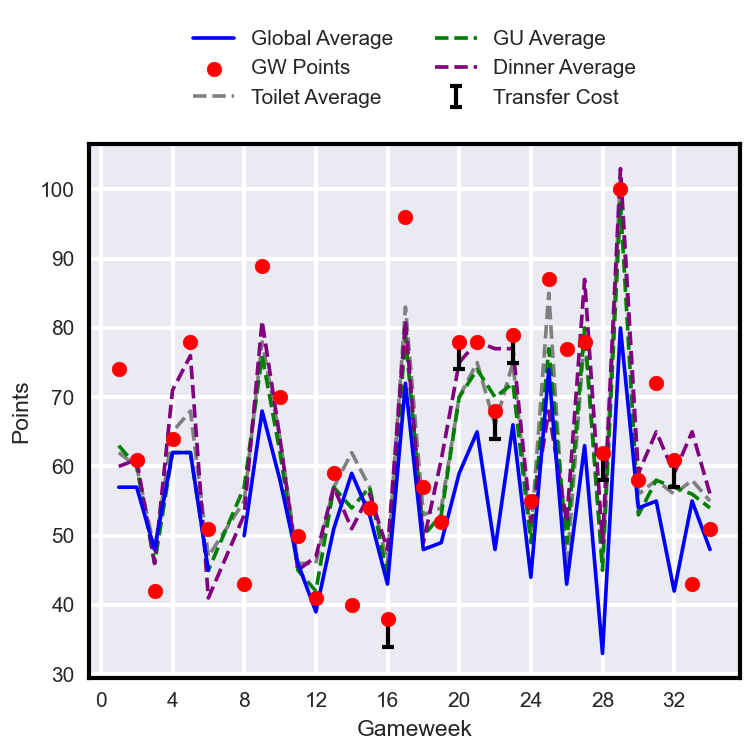 Global Average
GW Points
Toilet Average
GU Average
Dinner Average
Transfer Cost
100
90
80
70
60
50
40
30
Points
0 4 8 12 16 20 24 28 32
Gameweek